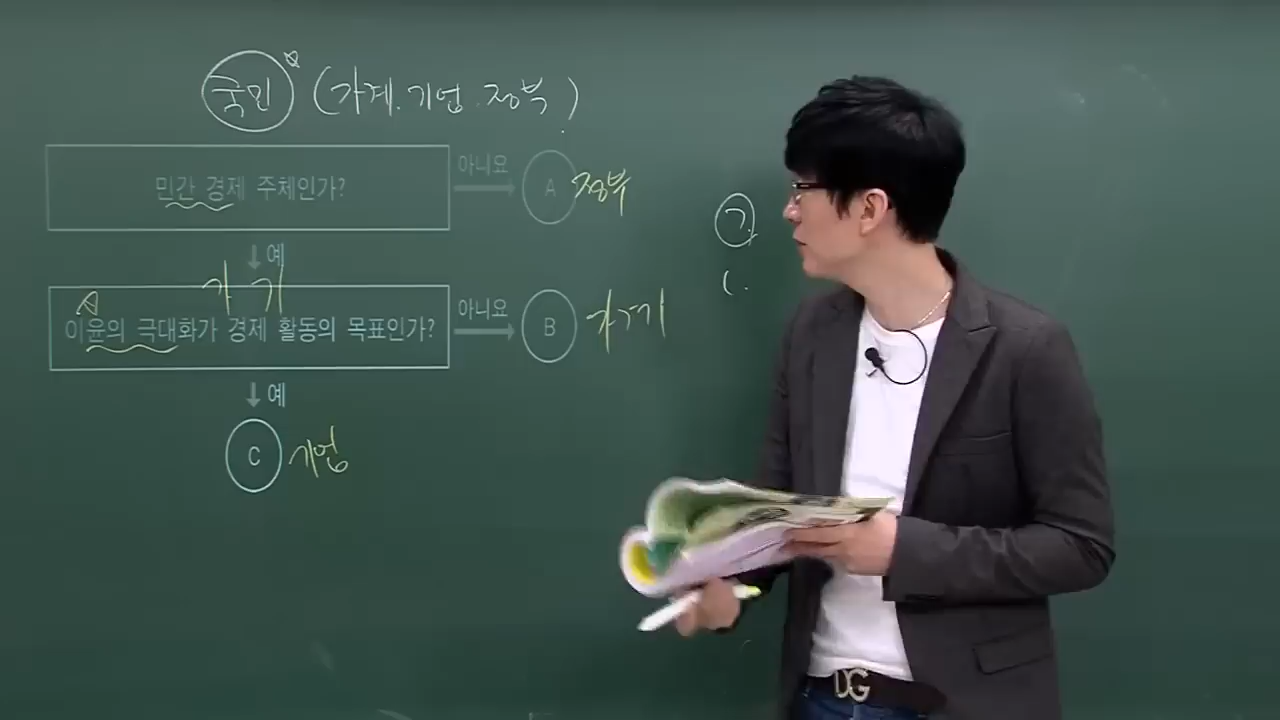 국민 (가계.기업.정부)
민간 경제 주체인가?
아니요
A 정부
예
가 기
이윤의 극대화가 경제 활동의 목표인가?
아니요
B 가계
예
C 기업
DG